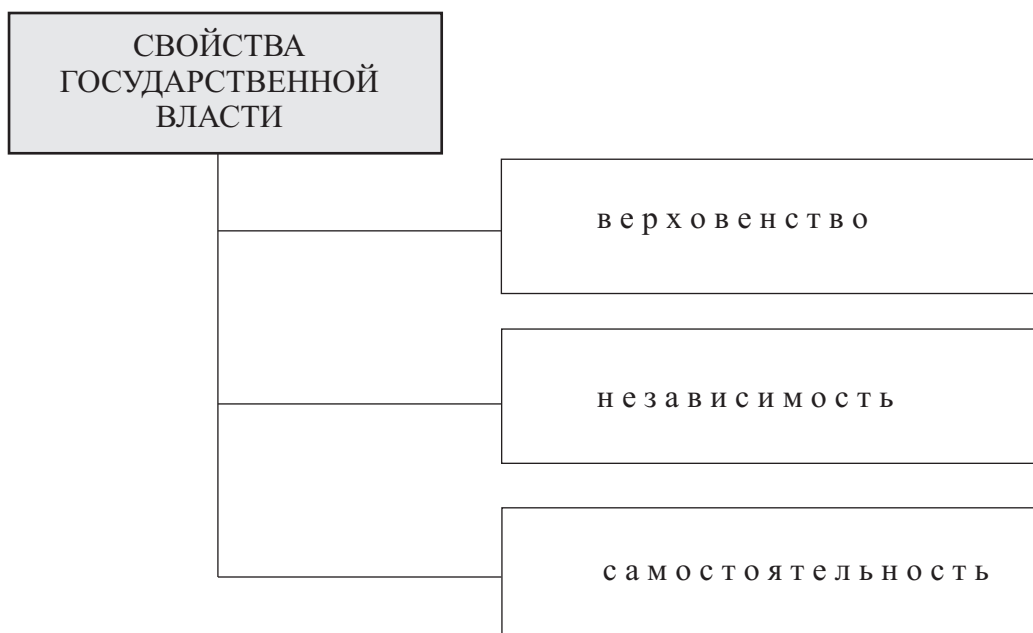 СВОЙСТВА
ГОСУДАРСТВЕННОЙ
ВЛАСТИ
верховенство
независимость
самостоятельность